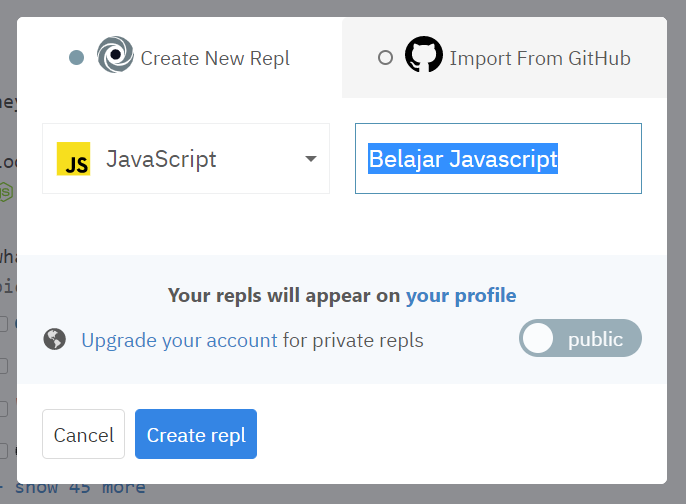 Create New Repl
Import From GitHub
JS JavaScript
Belajar Javascript
Your repls will appear on your profile
Upgrade your account for private repls
public
Cancel
Create repl
show 45 more